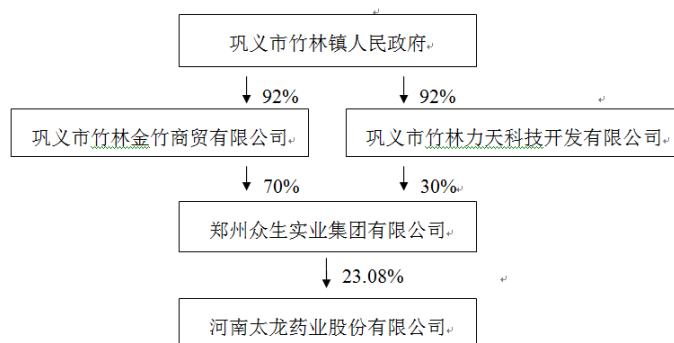 巩义市竹林镇人民政府
92% 92%
巩义市竹林金竹商贸有限公司 巩义市竹林力天科技开发有限公司
70% 30%
郑州众生实业集团有限公司
23.08%
河南太龙药业股份有限公司